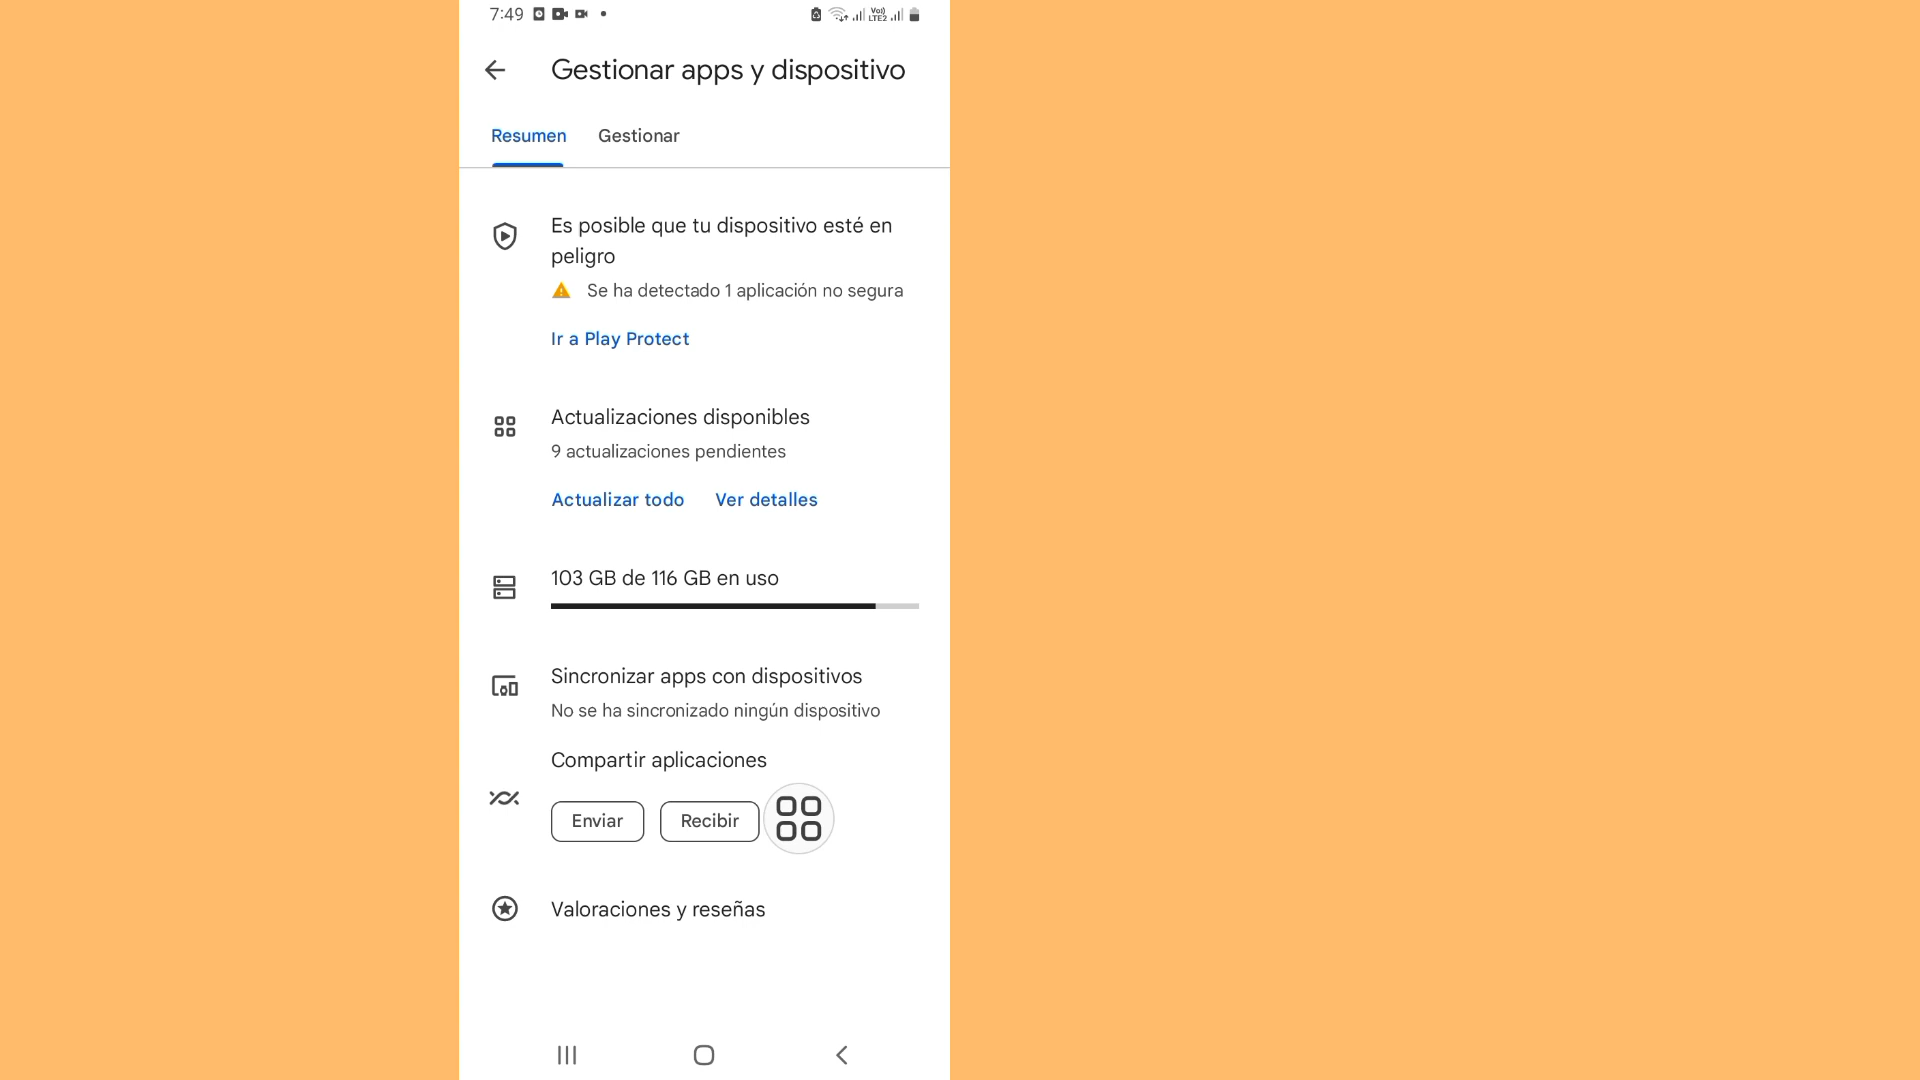 7:49
Vo))
LTE2
Gestionar apps y dispositivo
Resumen
Gestionar
Es posible que tu dispositivo esté en
peligro
Se ha detectado 1 aplicación no segura
Ir a Play Protect
Actualizaciones disponibles
9 actualizaciones pendientes
Actualizar todo
Ver detalles
103 GB de 116 GB en uso
Sincronizar apps con dispositivos
No se ha sincronizado ningún dispositivo
Compartir aplicaciones
Enviar
Recibir
Valoraciones y reseñas